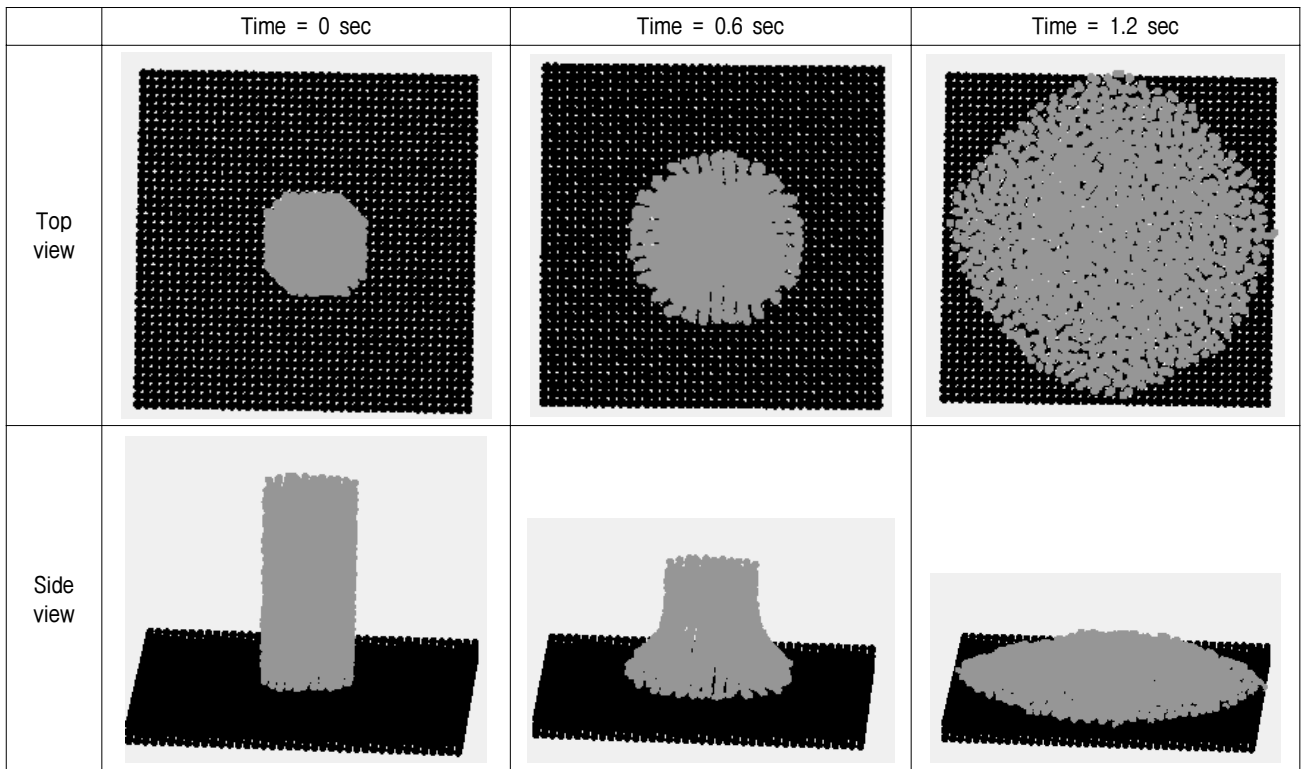 Time = 0 sec
Time = 0.6 sec
Time = 1.2 sec
Top
view
Side
view